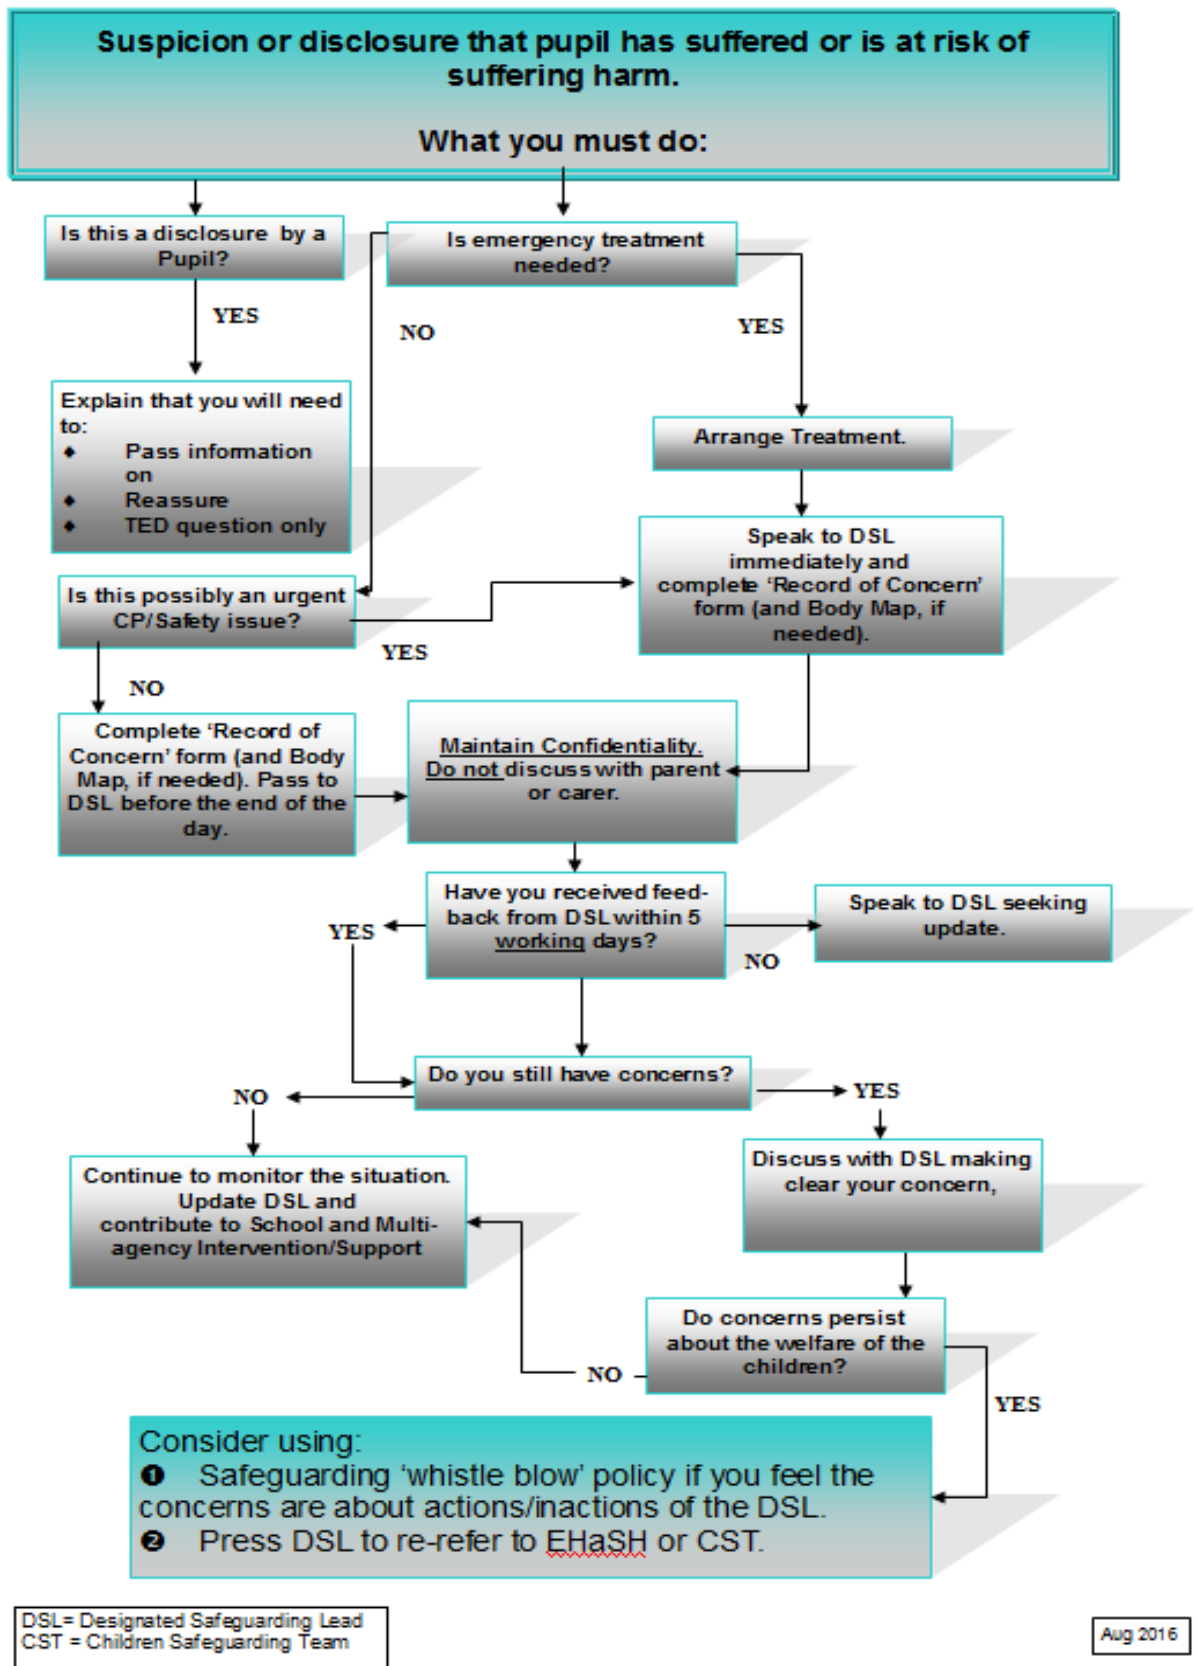 Suspicion or disclosure that pupil has suffered or is at risk of
suffering harm.
What you must do:
Is this a disclosure by a
Pupil?
Is emergency treatment
needed?
YES
NO
YES
Explain that you will need
to:
◆ Pass information
on
◆ Reassure
◆ TED question only
Arrange Treatment.
Speak to DSL
immediately and
complete ‘Record of Concern’
form (and Body Map, if
needed).
Is this possibly an urgent
CP/Safety issue?
YES
NO
Complete ‘Record of
Concern’ form (and Body
Map, if needed). Pass to
DSL before the end of the
day.
Maintain Confidentiality.
Do not discuss with parent
or carer.
Have you received feed-
back from DSL within 5
working days?
YES
NO
Speak to DSL seeking
update.
Do you still have concerns?
NO
YES
Continue to monitor the situation.
Update DSL and
contribute to School and Multi-
agency Intervention/Support
Discuss with DSL making
clear your concern,
Do concerns persist
about the welfare of the
children?
NO
YES
Consider using:
❶ Safeguarding ‘whistle blow’ policy if you feel the
concerns are about actions/inactions of the DSL.
❷ Press DSL to re-refer to EHaSH or CST.
DSL= Designated Safeguarding Lead
CST = Children Safeguarding Team
Aug 2016